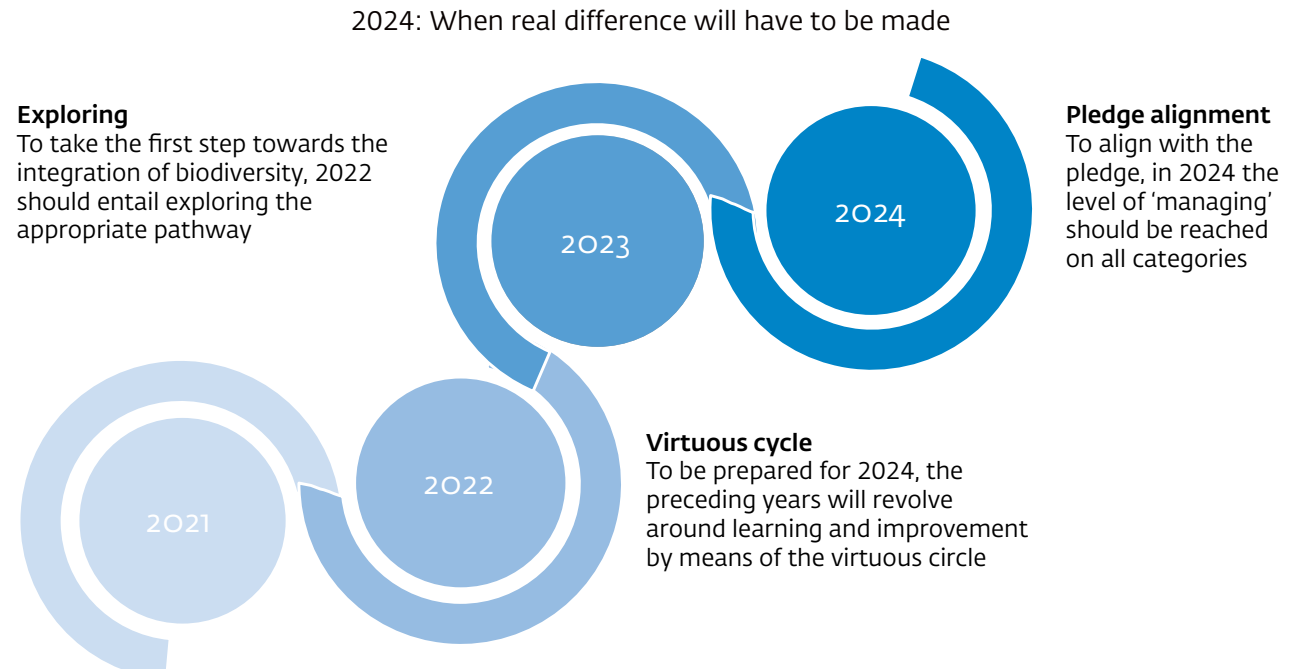 2024: When real difference will have to be made
Exploring
To take the first step towards the
integration of biodiversity, 2022
should entail exploring the
appropriate pathway
2023
2024
Pledge alignment
To align with the
pledge, in 2024 the
level of ‘managing’
should be reached
on all categories
2021
2022
Virtuous cycle
To be prepared for 2024, the
preceding years will revolve
around learning and improvement
by means of the virtuous circle